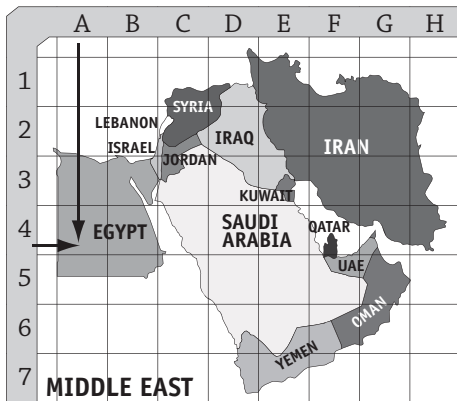 A B C D E F G H
1
SYRIA
LEBANON
2
IRAQ
IRAN
ISRAEL
JORDAN
3
KUWAIT
SAUDI
ARABIA
QATAR
4
EGYPT
UAE
5
OMAN
6
YEMEN
7
MIDDLE EAST